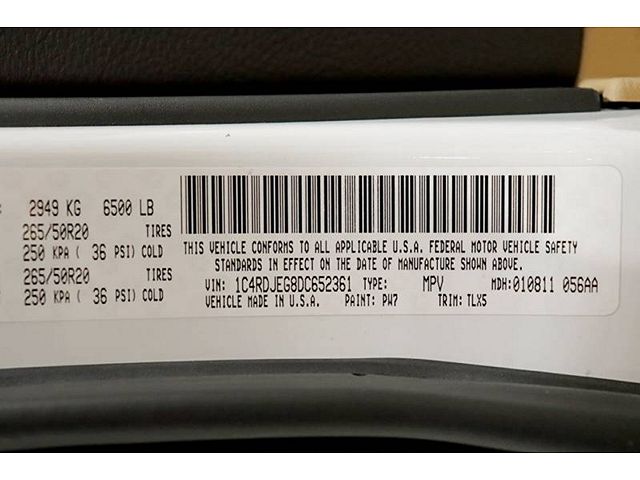 : 2949 KG 6500 LB
265/50R20 TIRES
250 KPA ( 36 PSI) COLD
265/50R20 TIRES
250 KPA ( 36 PSI) COLD
THIS VEHICLE CONFORMS TO ALL APPLICABLE U.S.A. FEDERAL MOTOR VEHICLE SAFETY
STANDARDS IN EFFECT ON THE DATE OF MANUFACTURE SHOWN ABOVE.
VIN: 1C4RDJEG8DC652361 TYPE: MPV MDH:010811 056AA
VEHICLE MADE IN U.S.A. PAINT: PW7 TRIM: TLX5